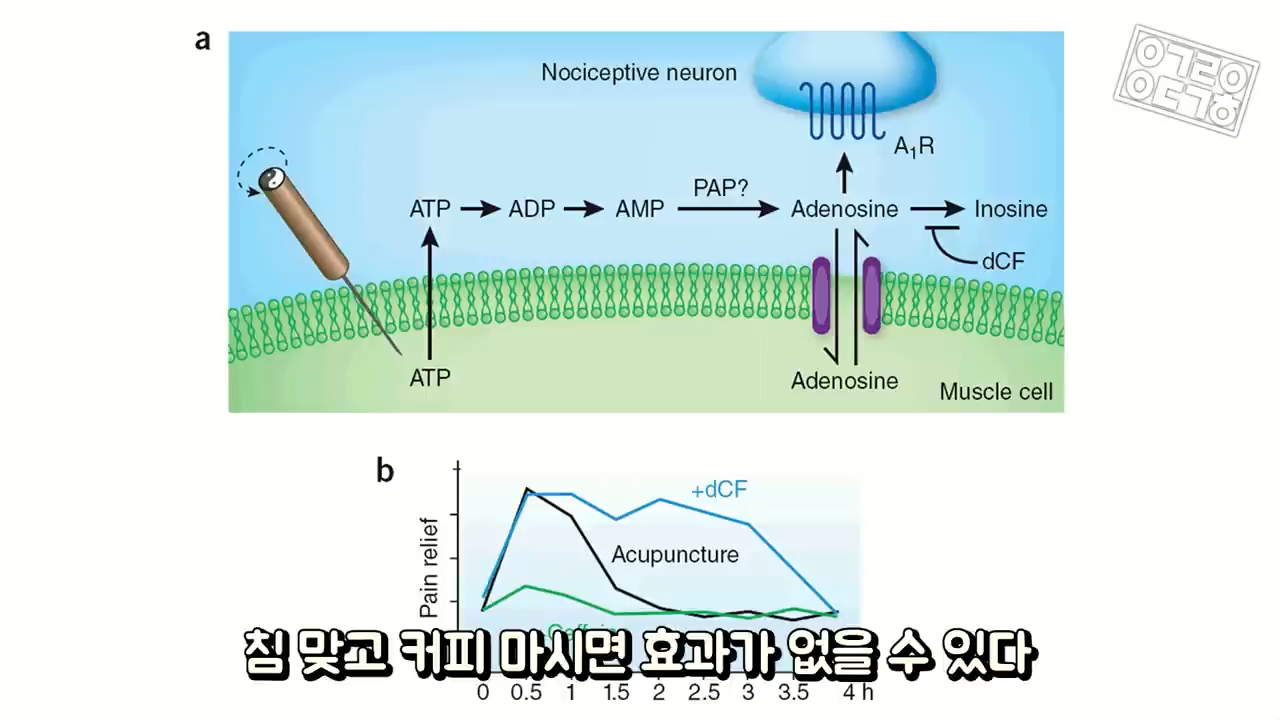 a
Nociceptive neuron
A₁R
PAP?
ATP
ADP
AMP
Adenosine
Inosine
dCF
ATP
Adenosine
Muscle cell
b
+dCF
Acupuncture
Pain relief
침 맞고 커피 마시면 효과가 없을 수 있다
0 0.5 1 1.5 2 2.5 3 3.5 4 h